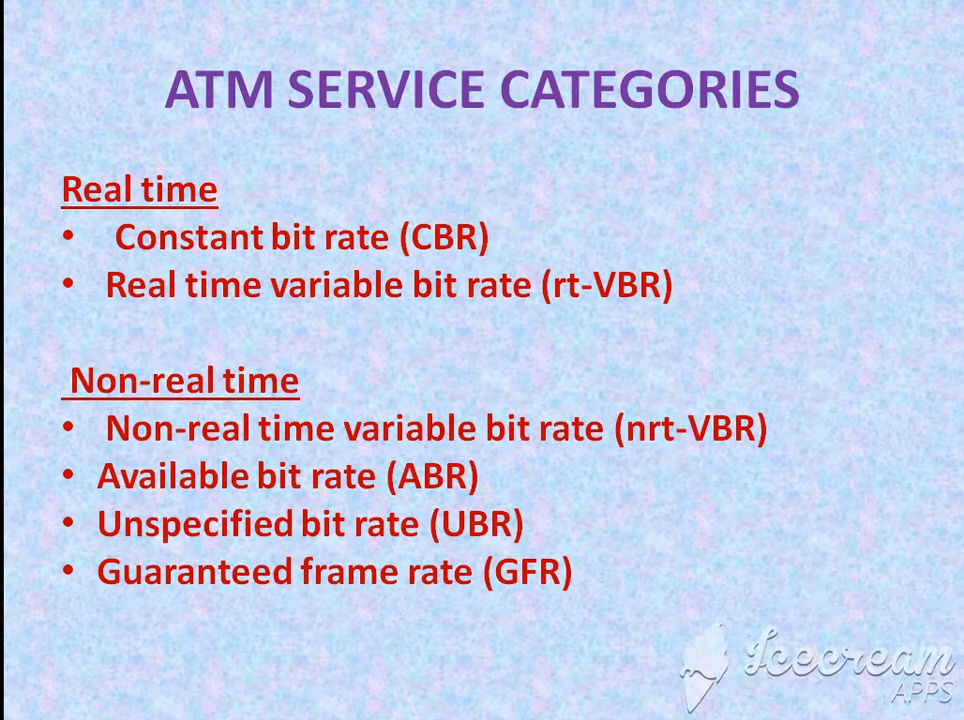 ATM SERVICE CATEGORIES
Real time
• Constant bit rate (CBR)
• Real time variable bit rate (rt-VBR)
Non-real time
• Non-real time variable bit rate (nrt-VBR)
• Available bit rate (ABR)
• Unspecified bit rate (UBR)
• Guaranteed frame rate (GFR)
Icecream
APPS